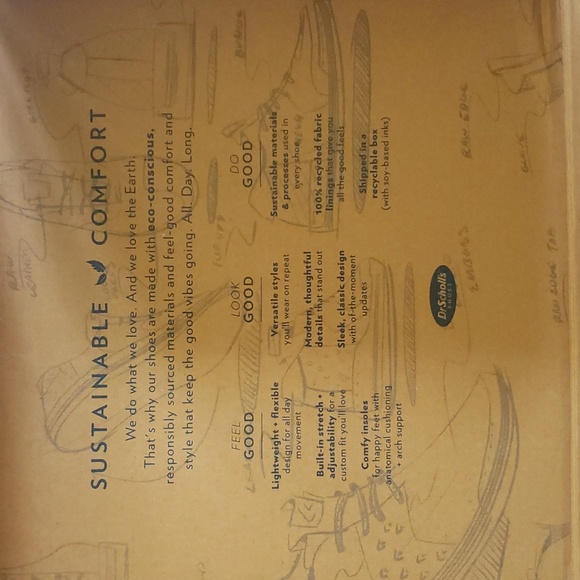 SUSTAINABLE COMFORT
We do what we love. And we love the Earth.
That's why our shoes are made with eco-conscious,
responsibly sourced materials and feel-good comfort and
style that keep the good vibes going. All. Day. Long.
FEEL
GOOD
Lightweight + flexible
design for all day
movement
Built-in stretch +
adjustability for a
custom fit you'll love
Comfy insoles
for happy feet with
anatomical cushioning
+ arch support
LOOK
GOOD
Versatile styles
you'll wear on repeat
Modern, thoughtful
details that stand out
Sleek, classic design
with of-the-moment
updates
DO
GOOD
Sustainable materials
& processes used in
every shoe
100% recycled fabric
linings that give you
all the good feels
Shipped in a
recyclable box
(with soy-based inks)
Dr. Scholl's
SHOES
RAW EDGE